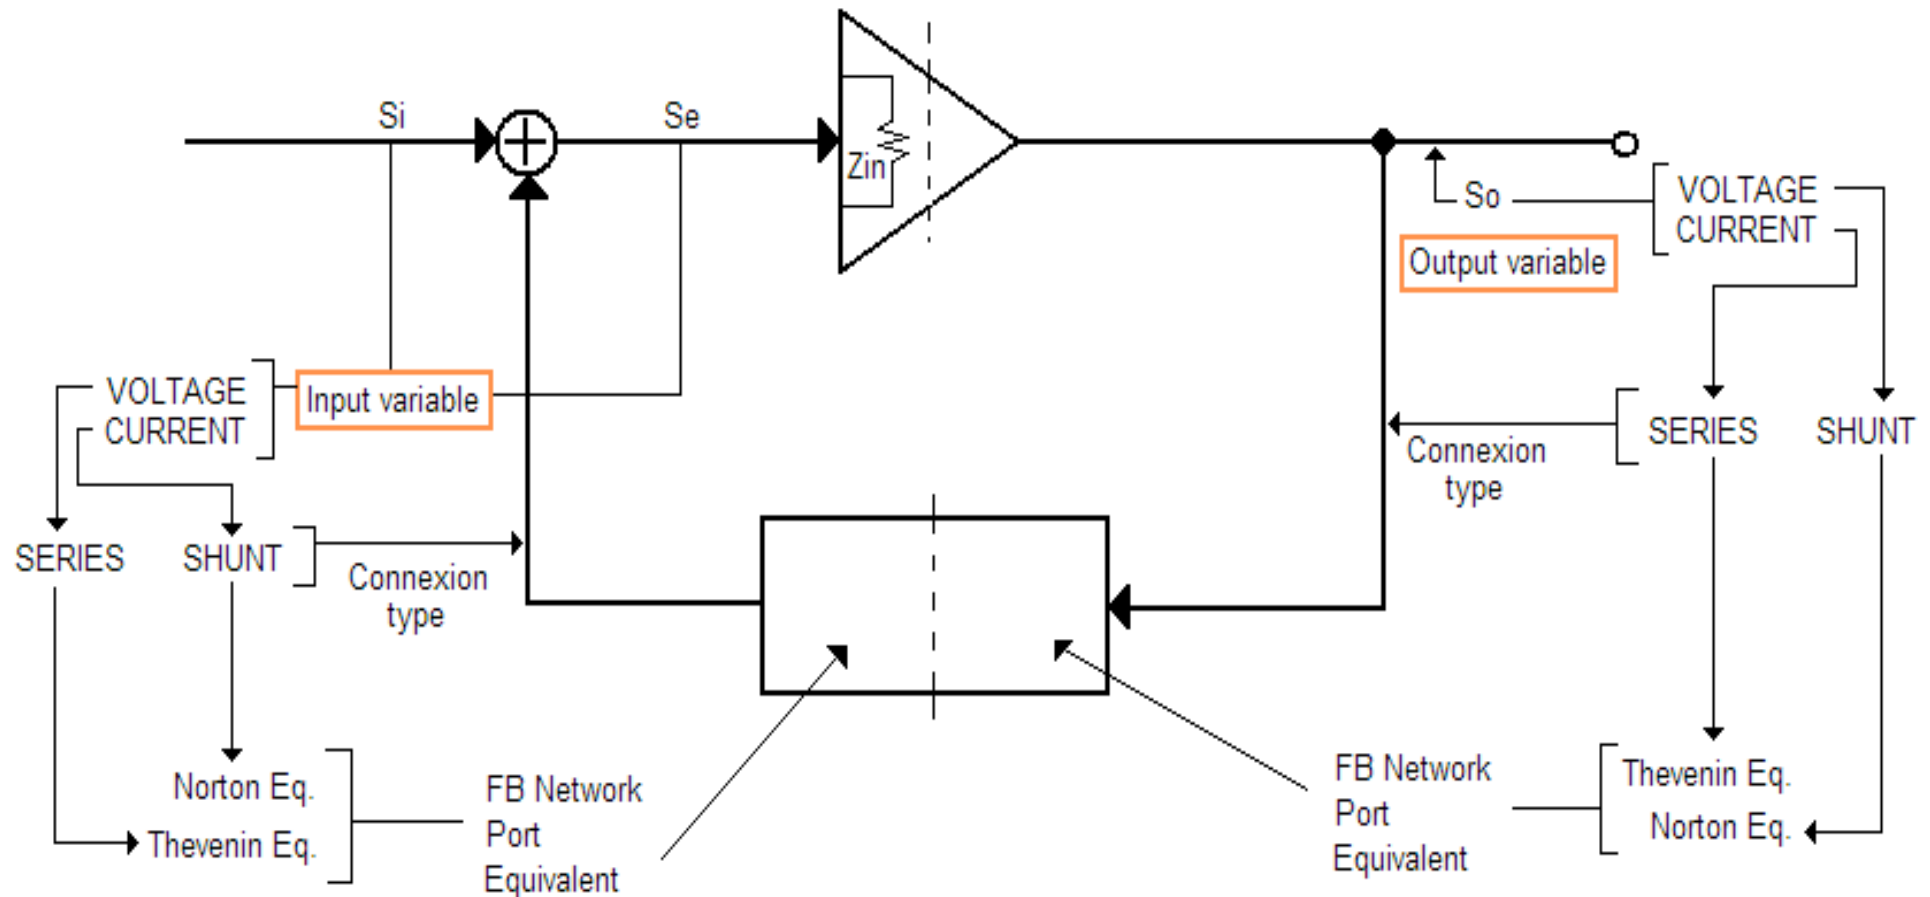 Si
Se
Zin
So
VOLTAGE
CURRENT
Output variable
VOLTAGE
CURRENT
Input variable
SERIES
SHUNT
Connexion
type
SERIES
SHUNT
Connexion
type
Norton Eq.
Thevenin Eq.
FB Network
Port
Equivalent
FB Network
Port
Equivalent
Thevenin Eq.
Norton Eq.